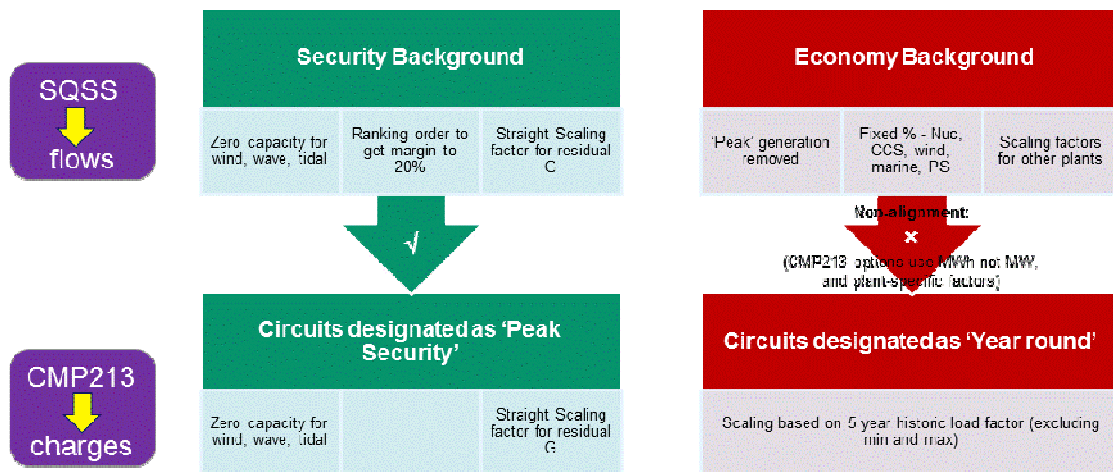 SQSS
flows
Security Background
Zero capacity for
wind, wave, tidal
Ranking order to
get margin to
20%
Straight Scaling
factor for residual
C
√
Circuits designated as ‘Peak
Security’
Zero capacity for
wind, wave, tidal
Straight Scaling
factor for residual
G
Economy Background
‘Peak’ generation
removed
Fixed % - Nuc,
CCS, wind,
marine, PS
Scaling factors
for other plants
Non-alignment:
×
(CMP213 options use MWh not MW,
and plant-specific factors)
Circuits designated as ‘Year round’
Scaling based on 5 year historic load factor (excluding
min and max)
CMP213
charges